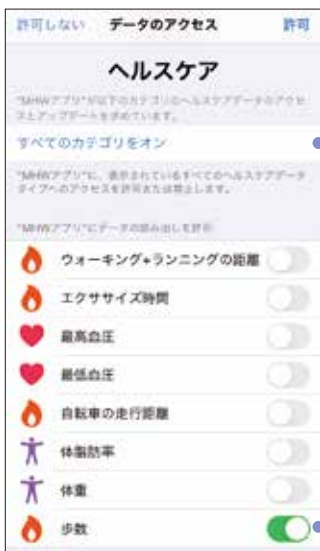 許可しない データのアクセス 許可
ヘルスケア
"MHWアプリ"が以下のカテゴリのヘルスケアデータのアクセ
スとアップデートを求めています。
すべてのカテゴリをオン
"MHWアプリ"に、表示されているすべてのヘルスケアデータ
タイプへのアクセスを許可または禁止します。
"MHWアプリ"にデータの読み出しを許可:
ウォーキング+ランニングの距離
エクササイズ時間
最高血圧
最低血圧
自転車の走行距離
体脂肪率
体重
歩数